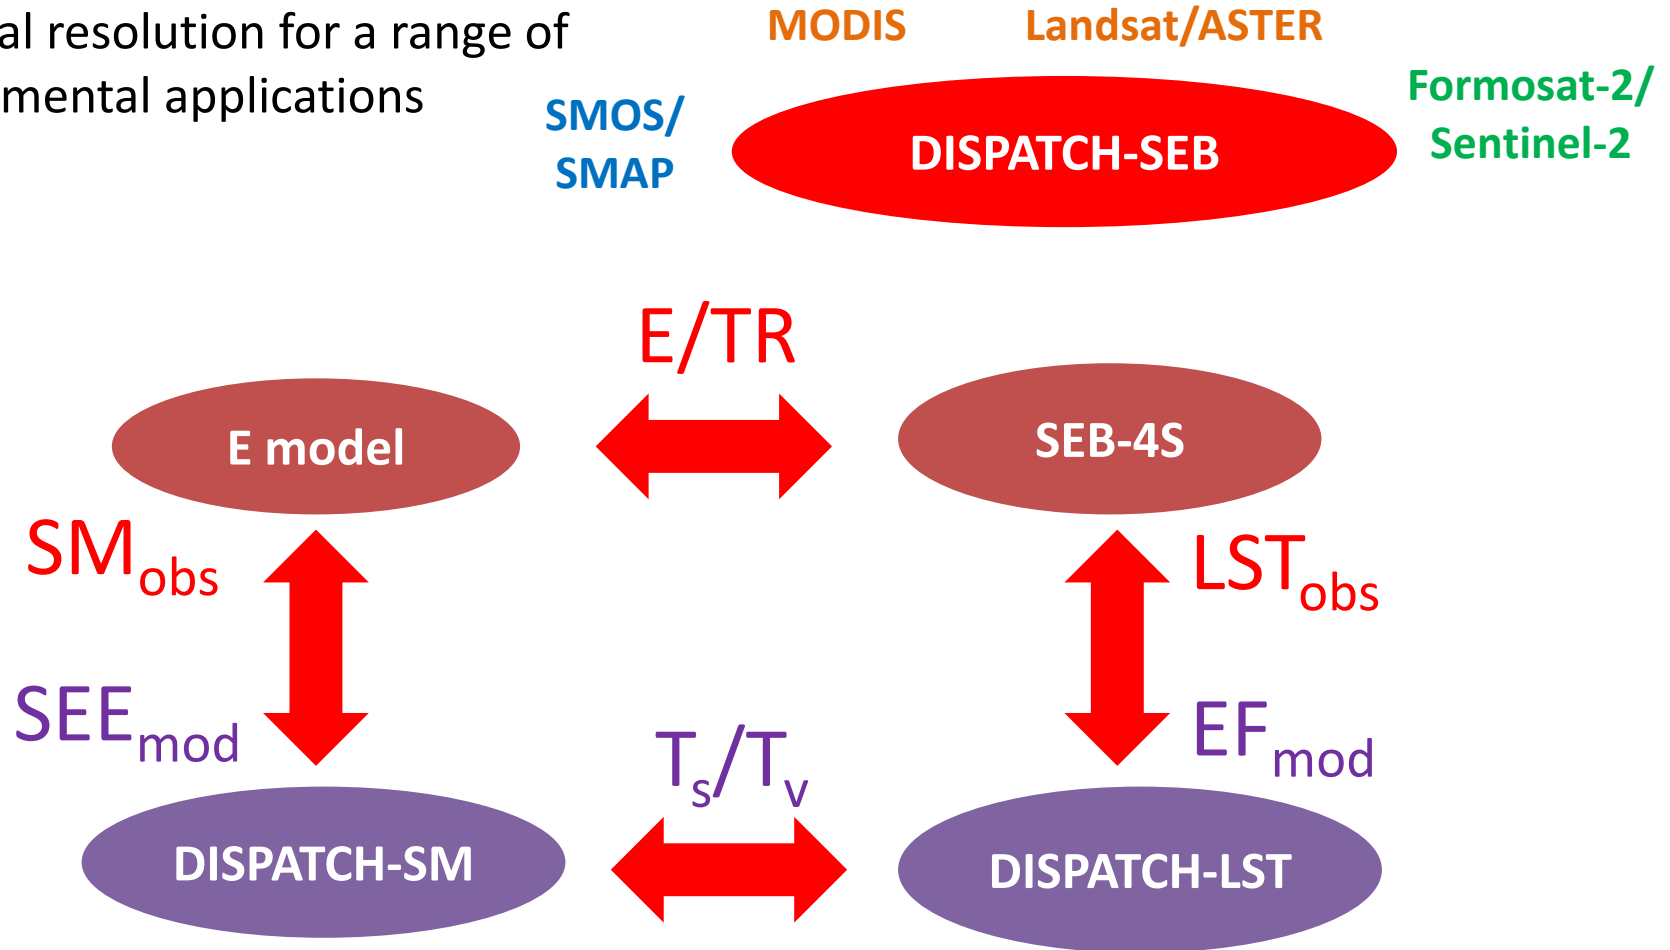 al resolution for a range of
mental applications
MODIS
Landsat/ASTER
SMOS/
SMAP
DISPATCH-SEB
Formosat-2/
Sentinel-2
E/TR
E model
SEB-4S
SMobs
LSTobs
SEEmod
Ts/Tv
EFmod
DISPATCH-SM
DISPATCH-LST